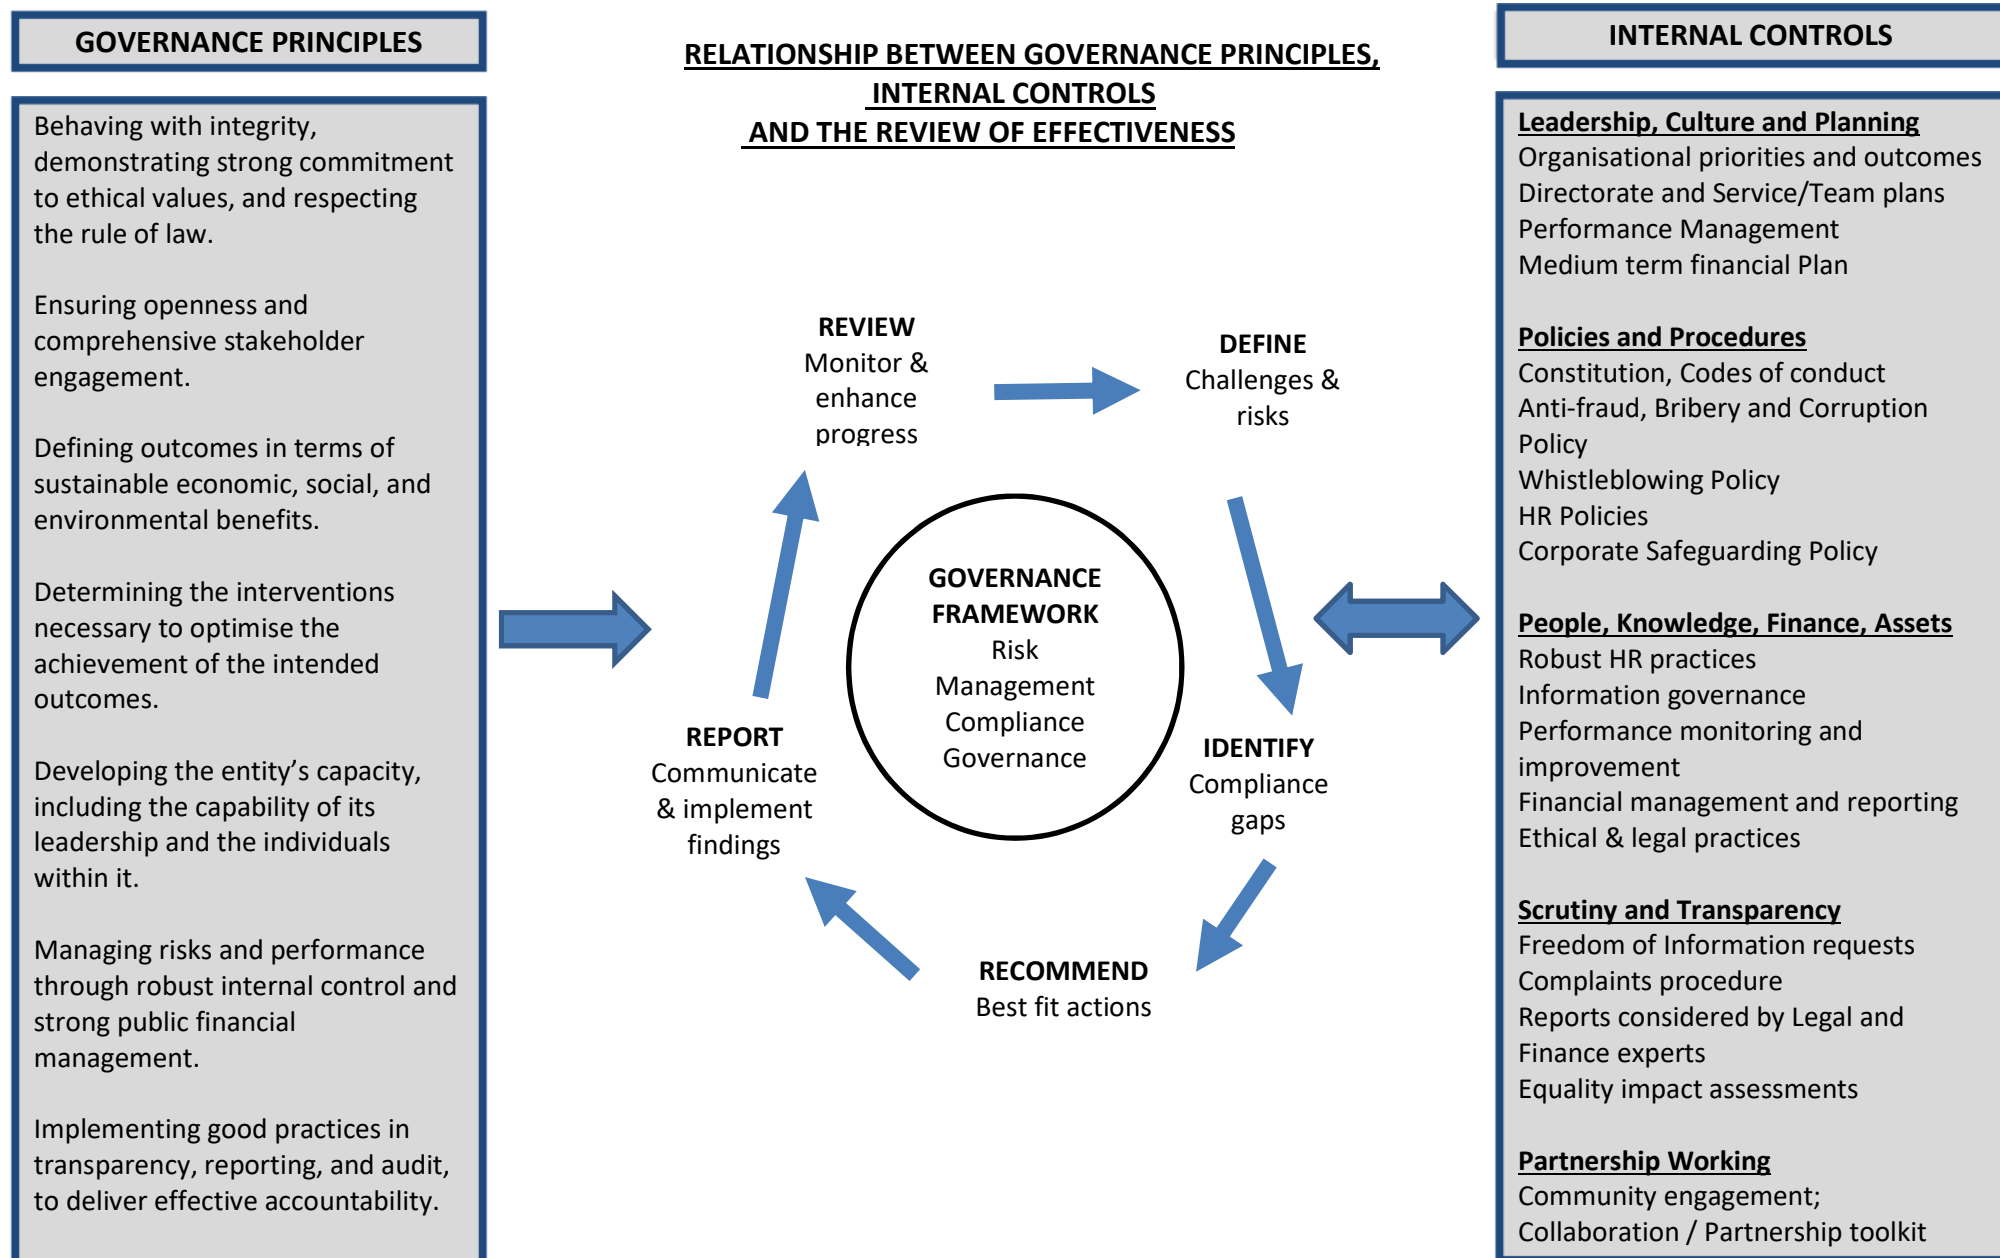 GOVERNANCE PRINCIPLES
Behaving with integrity,
demonstrating strong commitment
to ethical values, and respecting
the rule of law.
Ensuring openness and
comprehensive stakeholder
engagement.
Defining outcomes in terms of
sustainable economic, social, and
environmental benefits.
Determining the interventions
necessary to optimise the
achievement of the intended
outcomes.
Developing the entity’s capacity,
including the capability of its
leadership and the individuals
within it.
Managing risks and performance
through robust internal control and
strong public financial
management.
Implementing good practices in
transparency, reporting, and audit,
to deliver effective accountability.
RELATIONSHIP BETWEEN GOVERNANCE PRINCIPLES,
INTERNAL CONTROLS
AND THE REVIEW OF EFFECTIVENESS
REVIEW
Monitor &
enhance
progress
DEFINE
Challenges &
risks
GOVERNANCE
FRAMEWORK
Risk
Management
Compliance
Governance
REPORT
Communicate
& implement
findings
IDENTIFY
Compliance
gaps
RECOMMEND
Best fit actions
INTERNAL CONTROLS
Leadership, Culture and Planning
Organisational priorities and outcomes
Directorate and Service/Team plans
Performance Management
Medium term financial Plan
Policies and Procedures
Constitution, Codes of conduct
Anti-fraud, Bribery and Corruption
Policy
Whistleblowing Policy
HR Policies
Corporate Safeguarding Policy
People, Knowledge, Finance, Assets
Robust HR practices
Information governance
Performance monitoring and
improvement
Financial management and reporting
Ethical & legal practices
Scrutiny and Transparency
Freedom of Information requests
Complaints procedure
Reports considered by Legal and
Finance experts
Equality impact assessments
Partnership Working
Community engagement;
Collaboration / Partnership toolkit